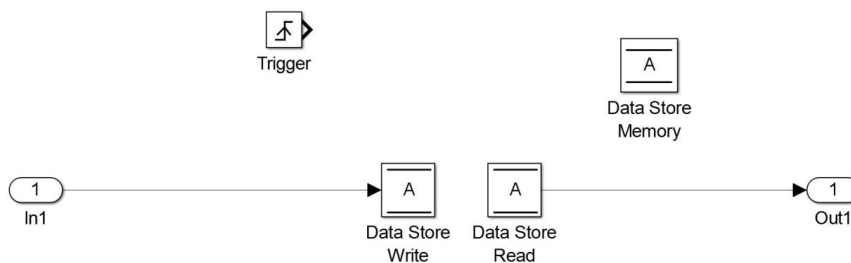 Trigger
A
Data Store
Memory
1
In1
A
Data Store
Write
A
Data Store
Read
1
Out1